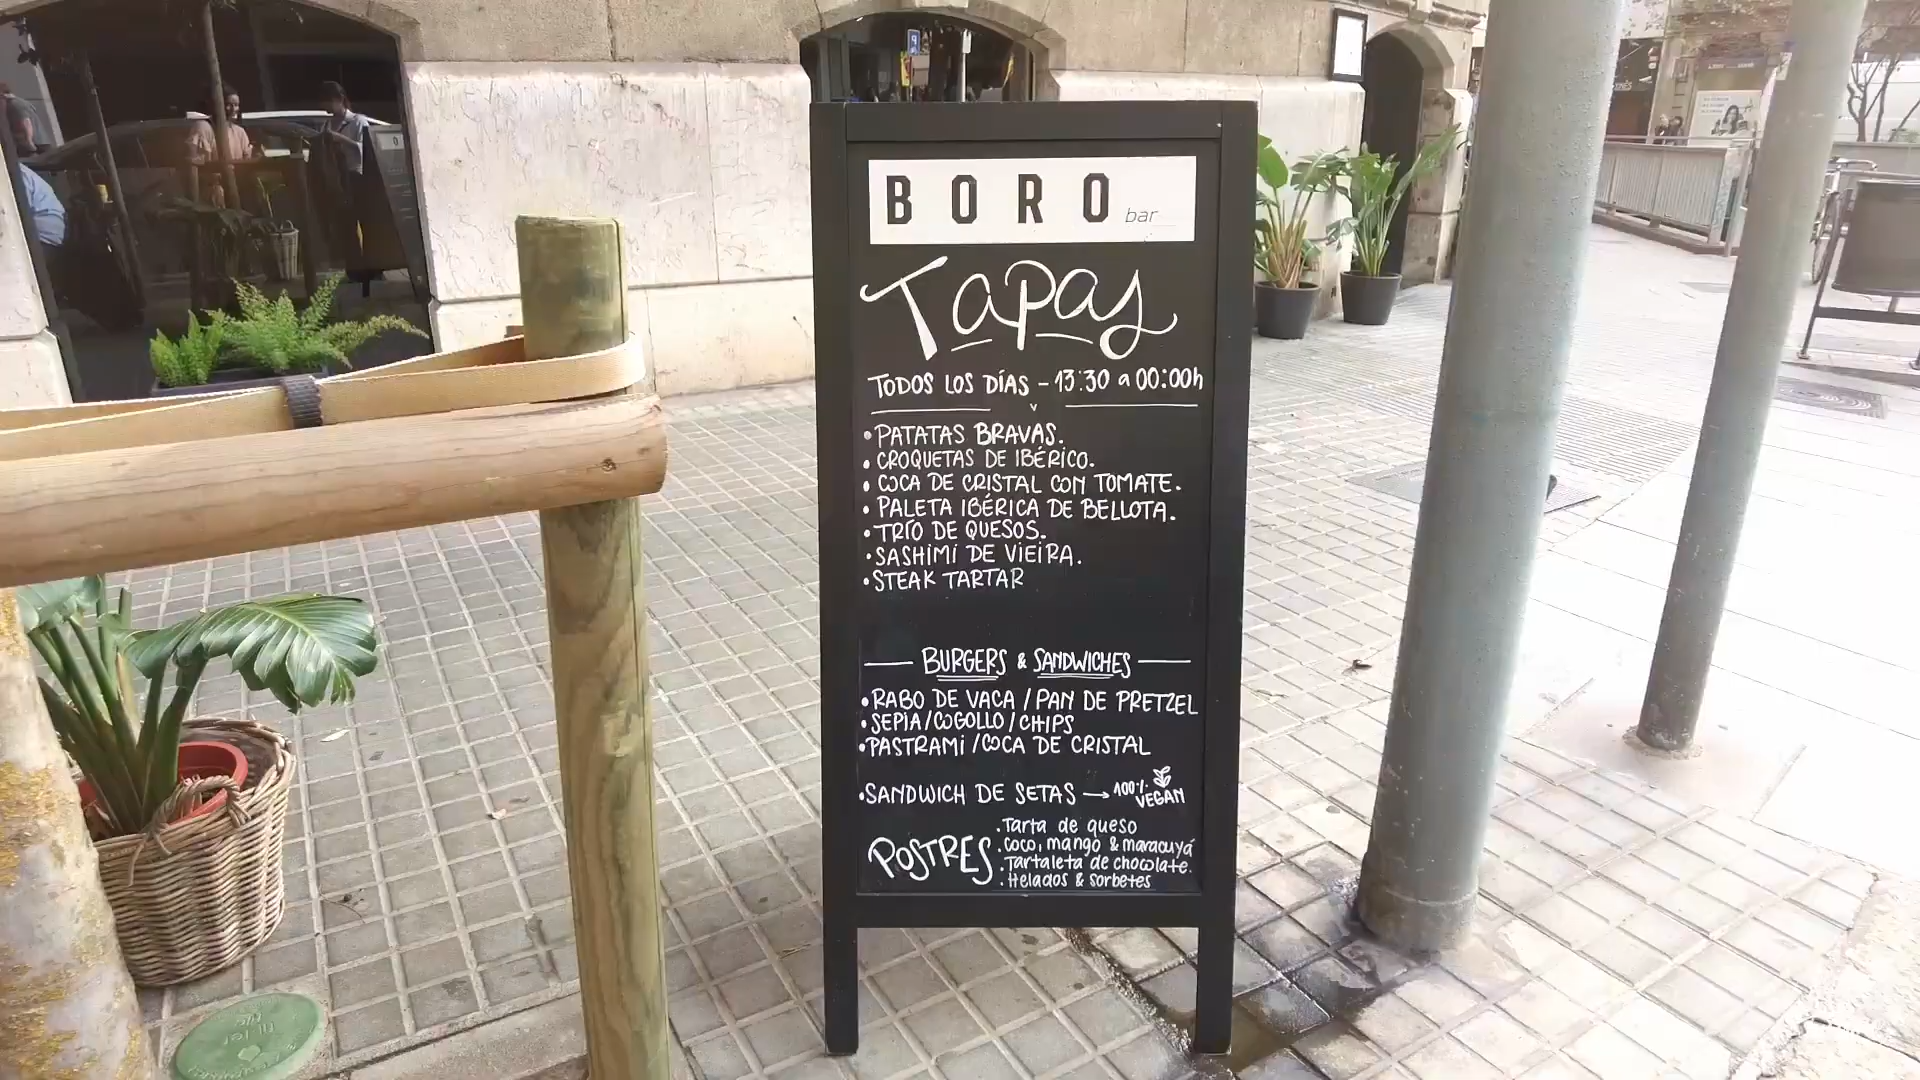 BORO bar
Tapas
TODOS LOS DÍAS - 13:30 a 00:00h
• PATATAS BRAVAS.
• CROQUETAS DE IBÉRICO.
• COCA DE CRISTAL CON TOMATE.
• PALETA IBÉRICA DE BELLOTA.
• TRÍO DE QUESOS.
• SASHIMI DE VIEIRA.
• STEAK TARTAR
BURGERS & SANDWICHES
• RABO DE VACA / PAN DE PRETZEL
• SEPIA/COGOLLO/CHIPS
• PASTRAMI /COCA DE CRISTAL
• SANDWICH DE SETAS → 100% VEGAN
POSTRES
. Tarta de queso
. coco, mango & maracuyá
. Tartaleta de chocolate.
. Helados & sorbetes